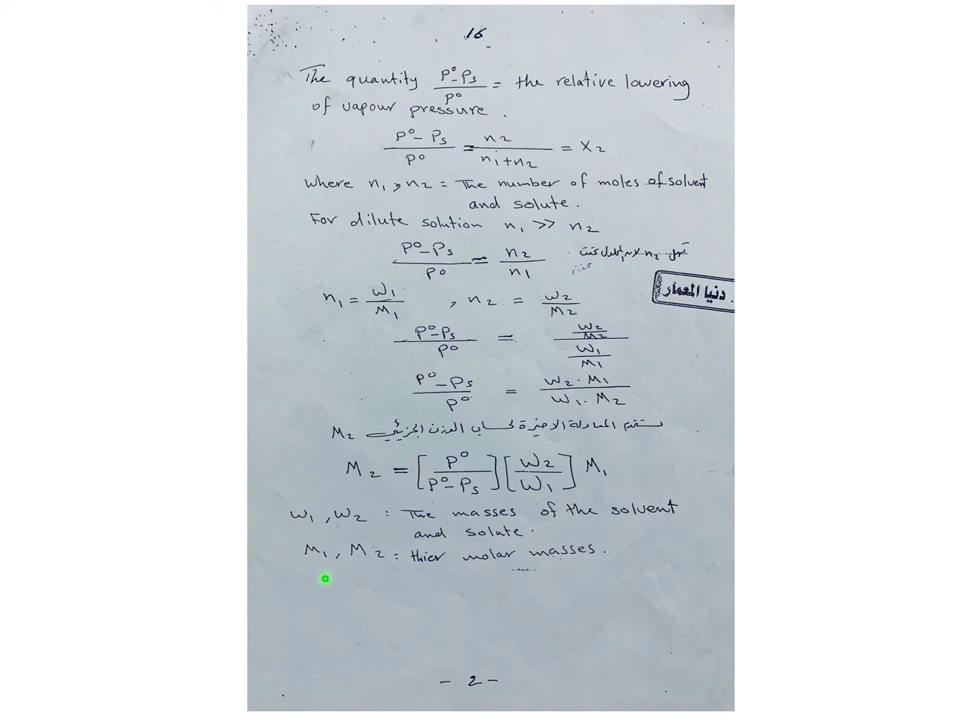 16
The quantity P°-Ps/P° = the relative lowering
of vapour pressure.
P°- Ps/P° = n2/n1+n2 = X2
where n1, n2 = The number of moles of solvent
and solute.
For dilute solution n1 >> n2
P°-Ps/P° = n2/n1
n2
n1 = W1/M1 , n2 = W2/M2
دنيا المعمار
P°-Ps/P° = W2/M2/W1/M1
P°-Ps/P° = W2 . M1/W1 . M2
المعادلة الاخيرة لحساب الوزن الجزيئي M2
M2 = [P°/P°-Ps][W2/W1] M1
W1, W2 : The masses of the solvent
and solute.
M1, M2 = thier molar masses.
- 2 -